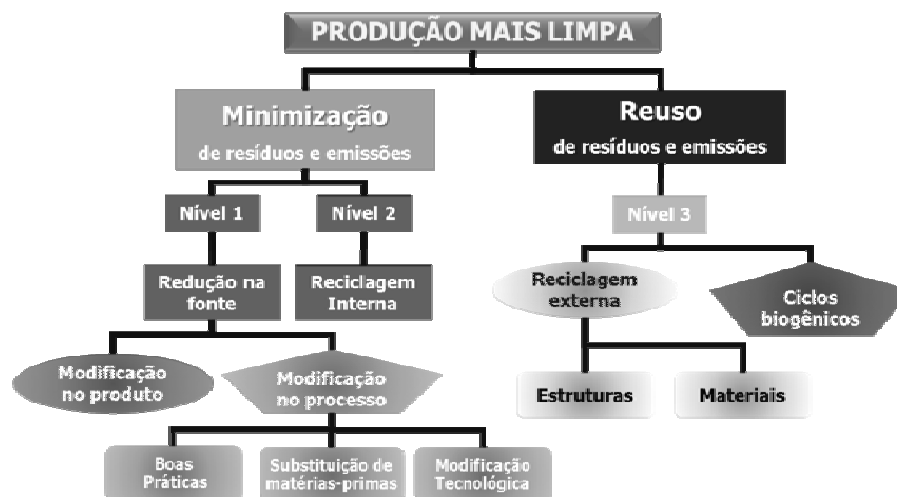 PRODUÇÃO MAIS LIMPA
Minimização
de resíduos e emissões
Reuso
de resíduos e emissões
Nível 1
Nível 2
Nível 3
Redução na
fonte
Reciclagem
Interna
Reciclagem
externa
Ciclos
biogênicos
Modificação
no produto
Modificação
no processo
Estruturas
Materiais
Boas
Práticas
Substituição de
matérias-primas
Modificação
Tecnológica